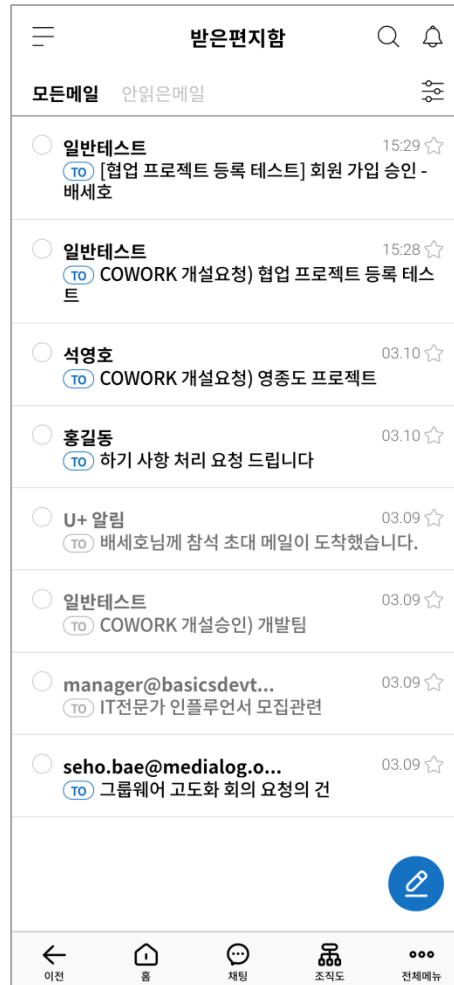 받은편지함
모든메일 안읽은메일
일반테스트 15:29
TO [협업 프로젝트 등록 테스트] 회원 가입 승인 -
배세호
일반테스트 15:28
TO COWORK 개설요청) 협업 프로젝트 등록 테스
트
석영호 03.10
TO COWORK 개설요청) 영종도 프로젝트
홍길동 03.10
TO 하기 사항 처리 요청 드립니다
U+ 알림 03.09
TO 배세호님께 참석 초대 메일이 도착했습니다.
일반테스트 03.09
TO COWORK 개설승인) 개발팀
manager@basicsdevt... 03.09
TO IT전문가 인플루언서 모집관련
seho.bae@medialog.o... 03.09
TO 그룹웨어 고도화 회의 요청의 건
이전 홈 채팅 조직도 전체메뉴